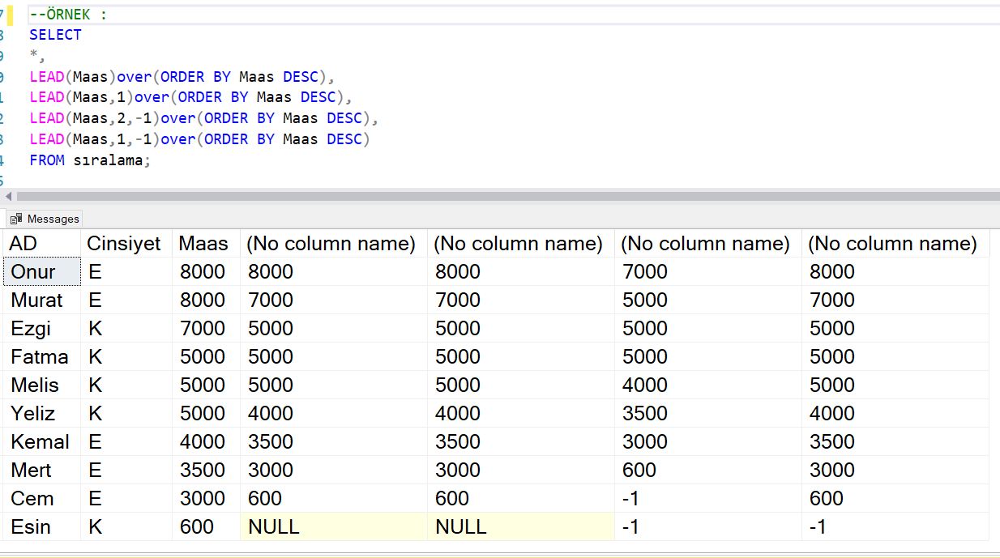 --ÖRNEK :
SELECT
*,
LEAD(Maas)over(ORDER BY Maas DESC),
LEAD(Maas,1)over(ORDER BY Maas DESC),
LEAD(Maas,2,-1)over(ORDER BY Maas DESC),
LEAD(Maas,1,-1)over(ORDER BY Maas DESC)
FROM sıralama;
Messages
AD Cinsiyet Maas (No column name) (No column name) (No column name) (No column name)
Onur E 8000 8000 8000 7000 8000
Murat E 8000 7000 7000 5000 7000
Ezgi K 7000 5000 5000 5000 5000
Fatma K 5000 5000 5000 5000 5000
Melis K 5000 5000 5000 4000 5000
Yeliz K 5000 4000 4000 3500 4000
Kemal E 4000 3500 3500 3000 3500
Mert E 3500 3000 3000 600 3000
Cem E 3000 600 600 -1 600
Esin K 600 NULL NULL -1 -1